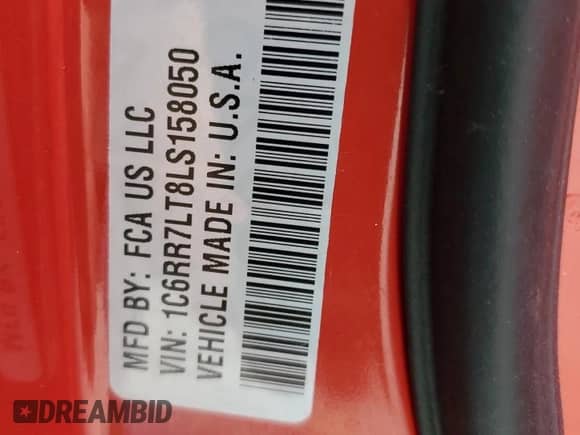 MFD BY: FCA US LLC
VIN: 1C6RR7LT8LS158050
VEHICLE MADE IN: U.S.A.
DREAMBID